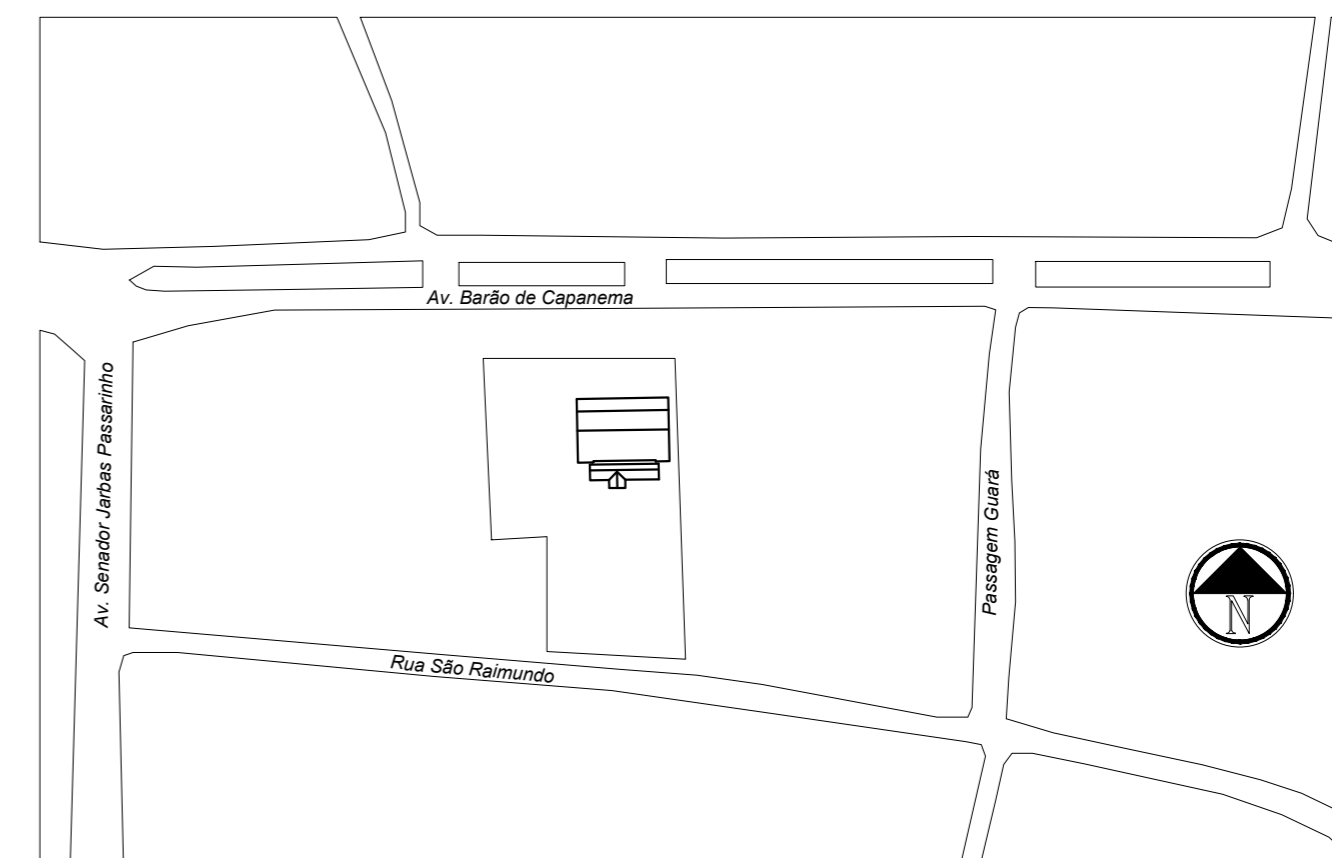 Av. Barão de Capanema
Av. Senador Jarbas Passarinho
Passagem Guará
N
Rua São Raimundo